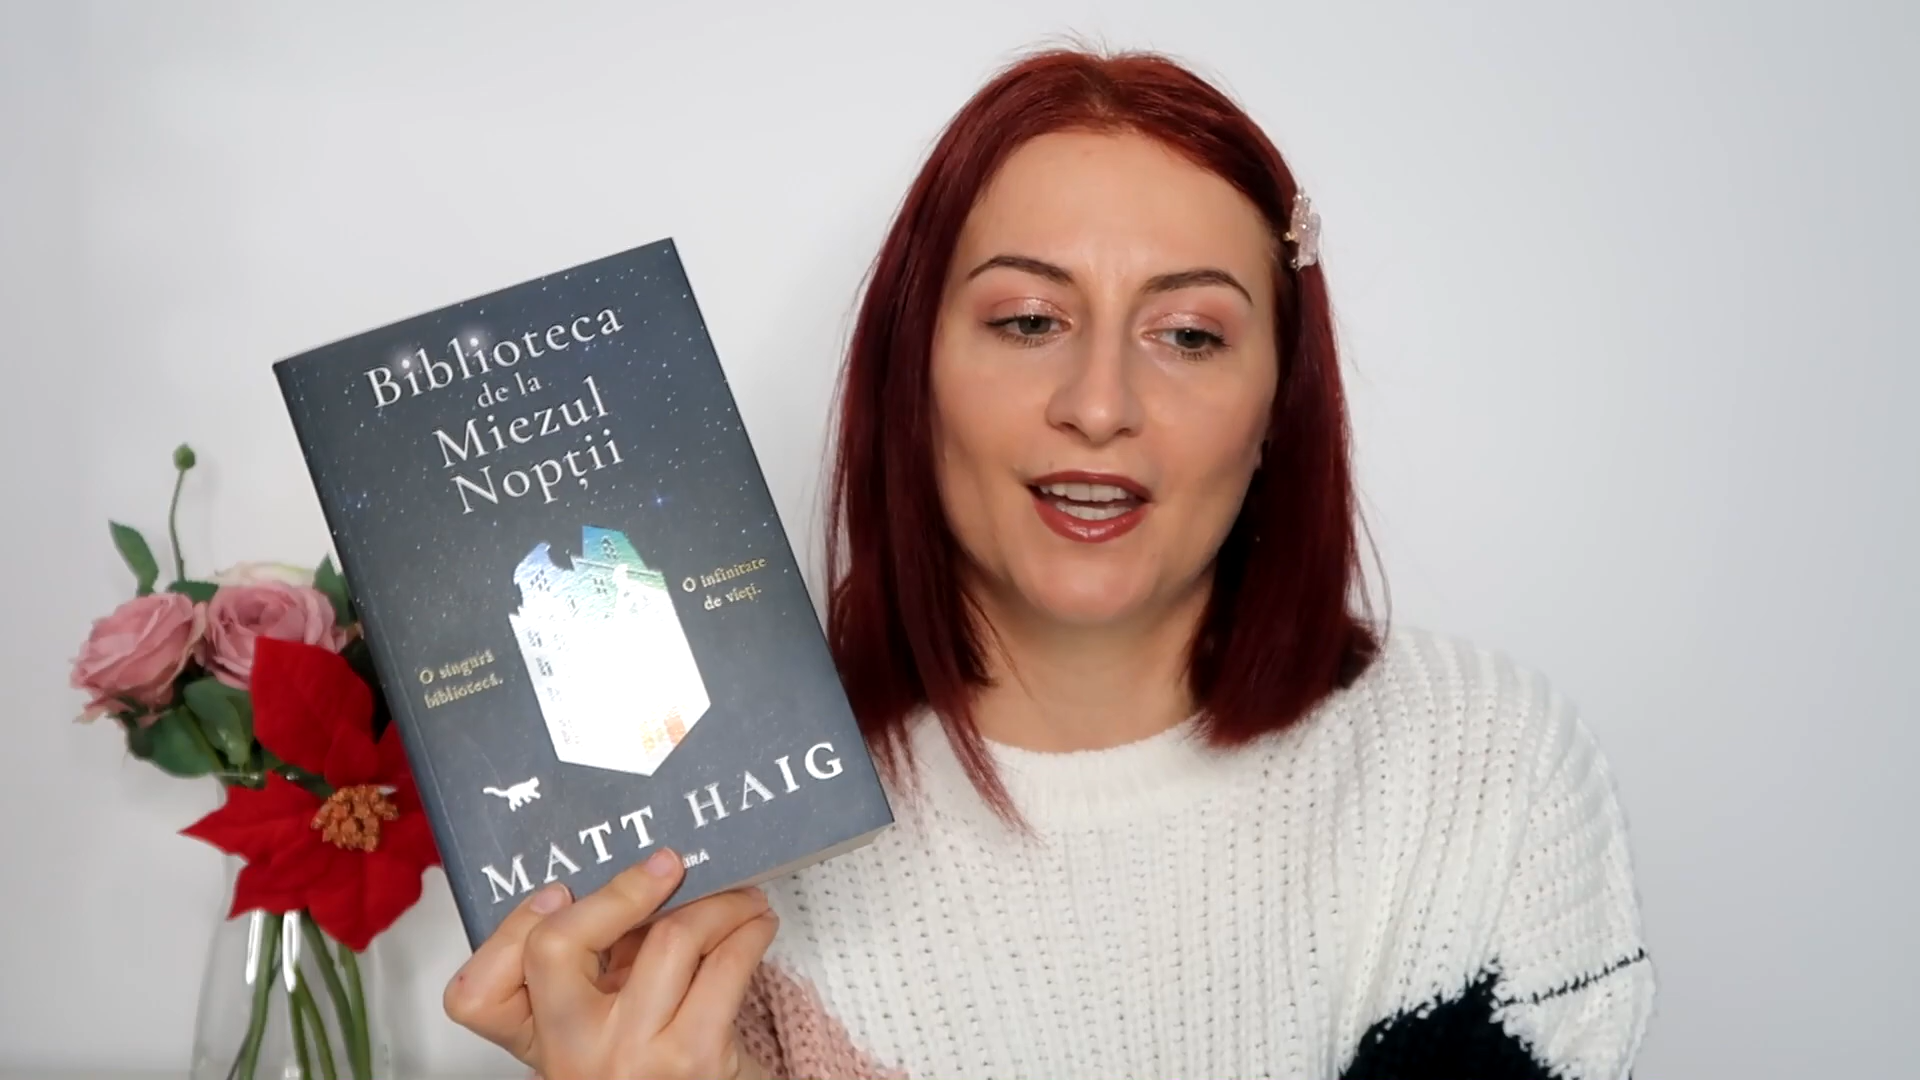 Biblioteca
de la
Miezul
Nopții
O infinitate
de vieți.
O singură
bibliotecă.
MATT HAIG